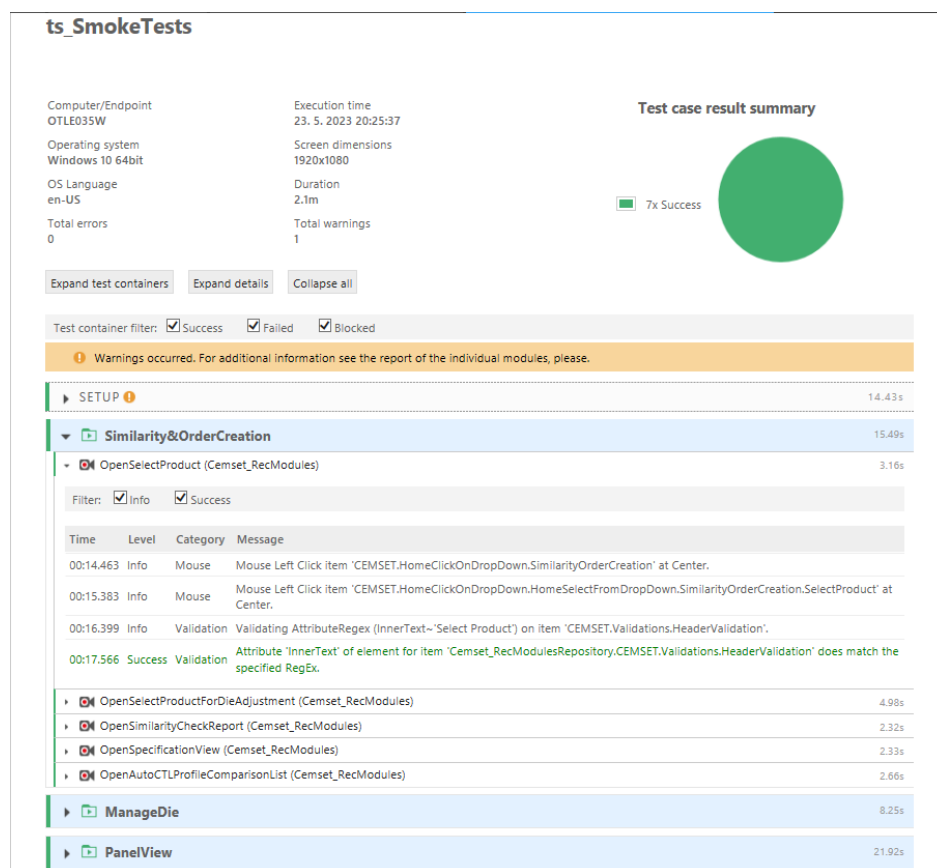 ts_SmokeTests
Computer/Endpoint
OTLE035W
Execution time
23. 5. 2023 20:25:37
Test case result summary
Operating system
Windows 10 64bit
Screen dimensions
1920x1080
OS Language
en-US
Duration
2.1m
7x Success
Total errors
0
Total warnings
1
Expand test containers
Expand details
Collapse all
Test container filter: Success Failed Blocked
Warnings occurred. For additional information see the report of the individual modules, please.
SETUP 14.43s
Similarity&OrderCreation 15.49s
OpenSelectProduct (Cemset_RecModules) 3.16s
Filter: Info Success
Time Level Category Message
00:14.463 Info Mouse Mouse Left Click item 'CEMSET.HomeClickOnDropDown.SimilarityOrderCreation' at Center.
00:15.383 Info Mouse Mouse Left Click item 'CEMSET.HomeClickOnDropDown.HomeSelectFromDropDown.SimilarityOrderCreation.SelectProduct' at
Center.
00:16.399 Info Validation Validating AttributeRegex (InnerText~'Select Product') on item 'CEMSET.Validations.HeaderValidation'.
00:17.566 Success Validation Attribute 'InnerText' of element for item 'Cemset_RecModulesRepository.CEMSET.Validations.HeaderValidation' does match the
specified RegEx.
OpenSelectProductForDieAdjustment (Cemset_RecModules) 4.98s
OpenSimilarityCheckReport (Cemset_RecModules) 2.32s
OpenSpecificationView (Cemset_RecModules) 2.33s
OpenAutoCTLProfileComparisonList (Cemset_RecModules) 2.66s
ManageDie 8.25s
PanelView 21.92s